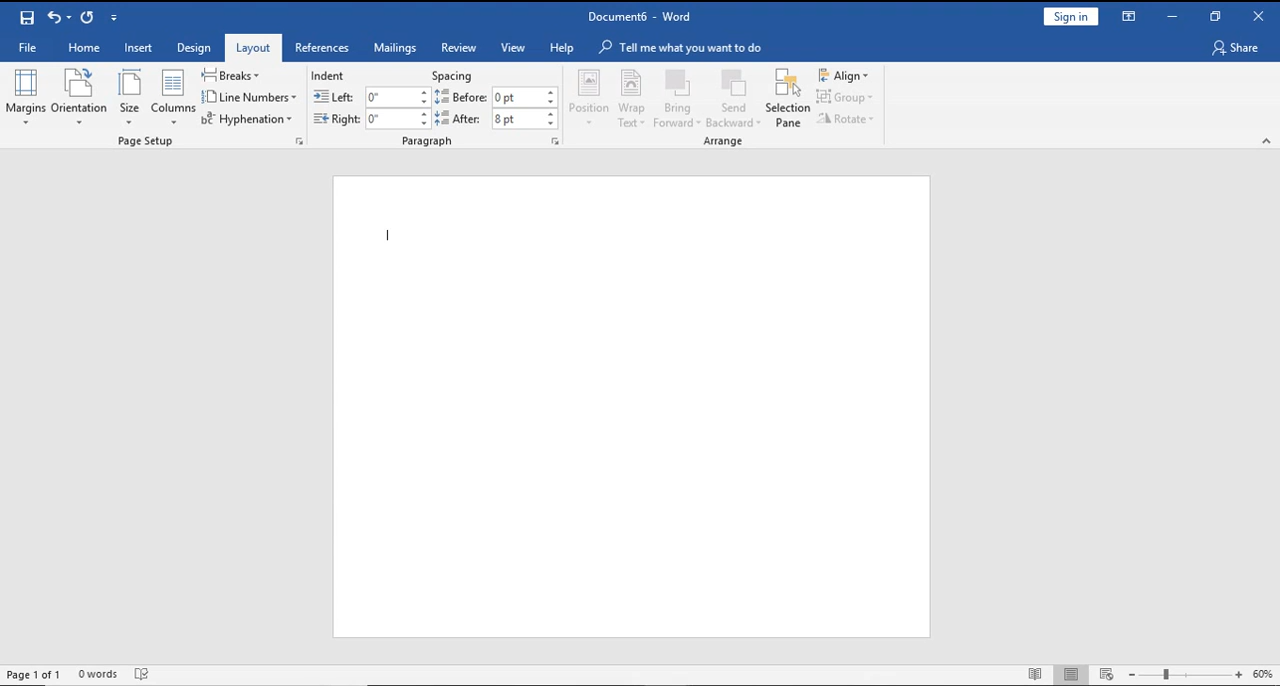 Document6 - Word
Sign in
File Home Insert Design Layout References Mailings Review View Help Tell me what you want to do Share
Margins Orientation Size Columns
Breaks
Line Numbers
Hyphenation
Page Setup
Indent Spacing
Left: 0" Before: 0 pt
Right: 0" After: 8 pt
Paragraph
Position Wrap Text Bring Forward Send Backward Selection Pane
Align
Group
Rotate
Arrange
Page 1 of 1 0 words 60%